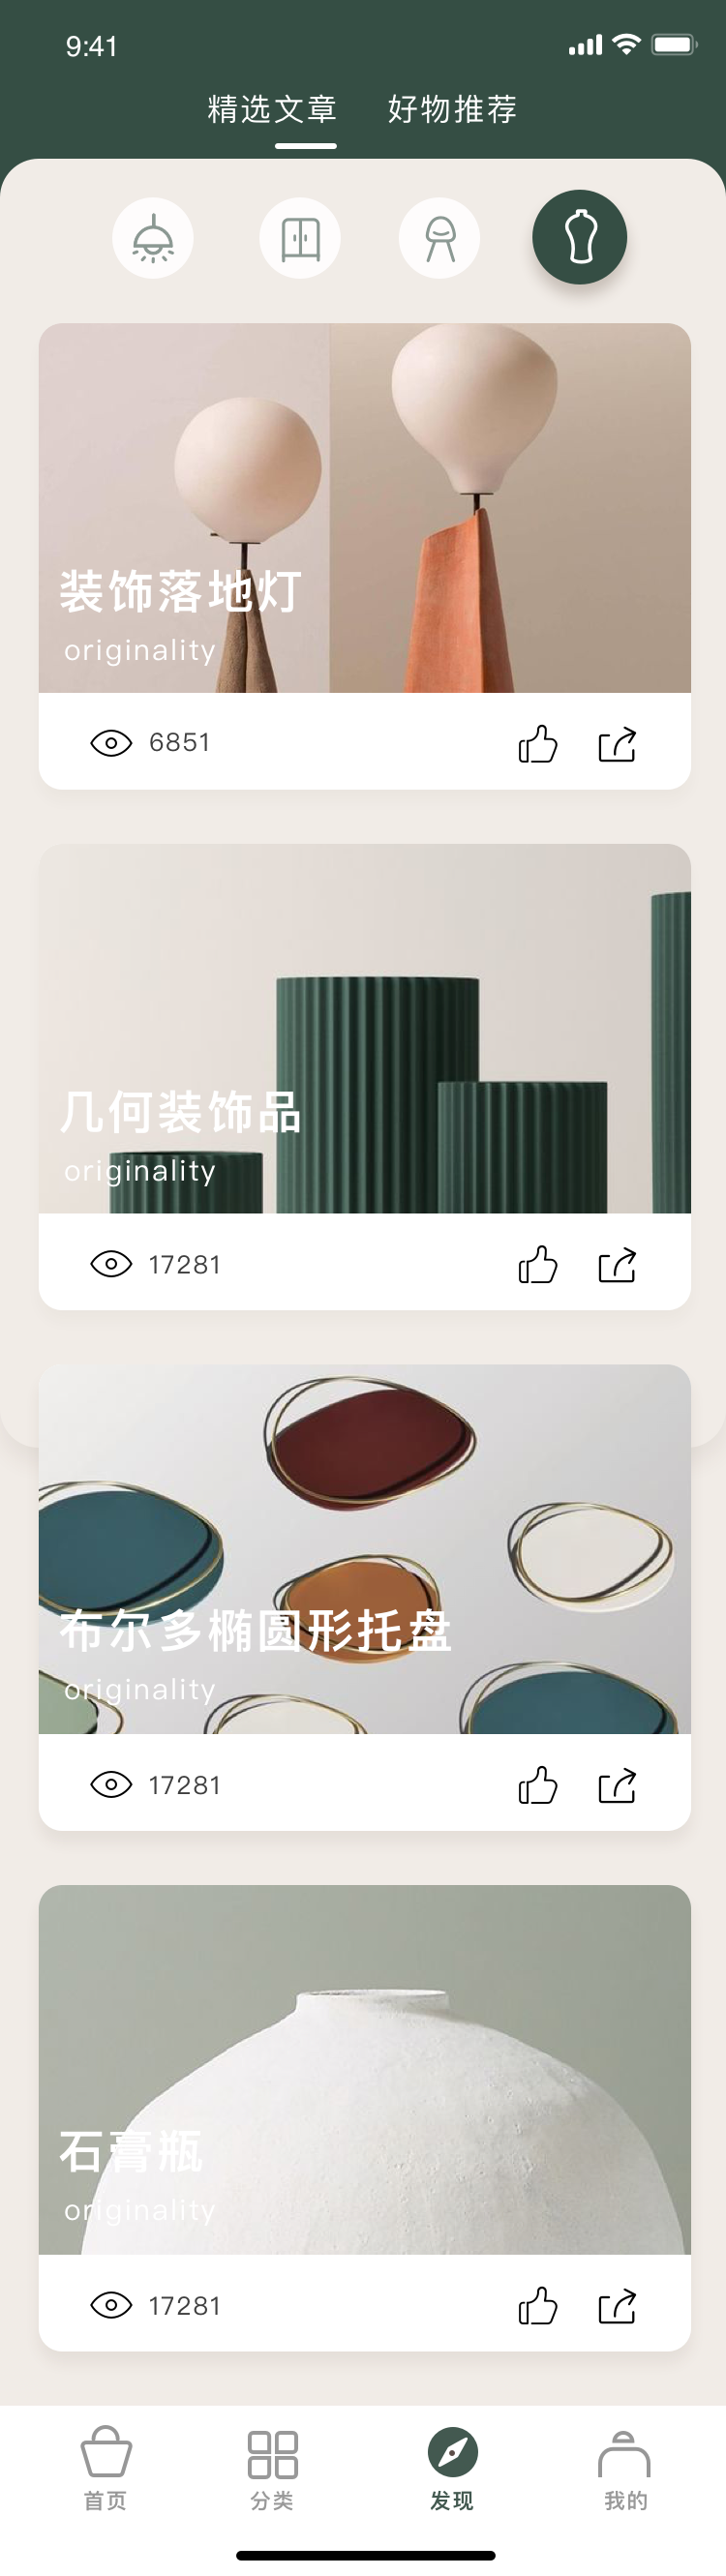 9:41
精选文章 好物推荐
装饰落地灯
originality
6851
几何装饰品
originality
17281
布尔多椭圆形托盘
originality
17281
石膏瓶
originality
17281
首页 分类 发现 我的